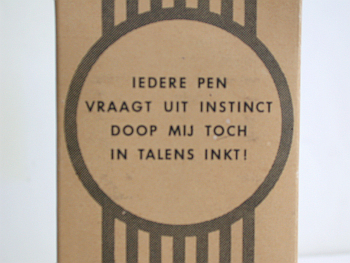 IEDERE PEN
VRAAGT UIT INSTINCT
DOOP MIJ TOCH
IN TALENS INKT!